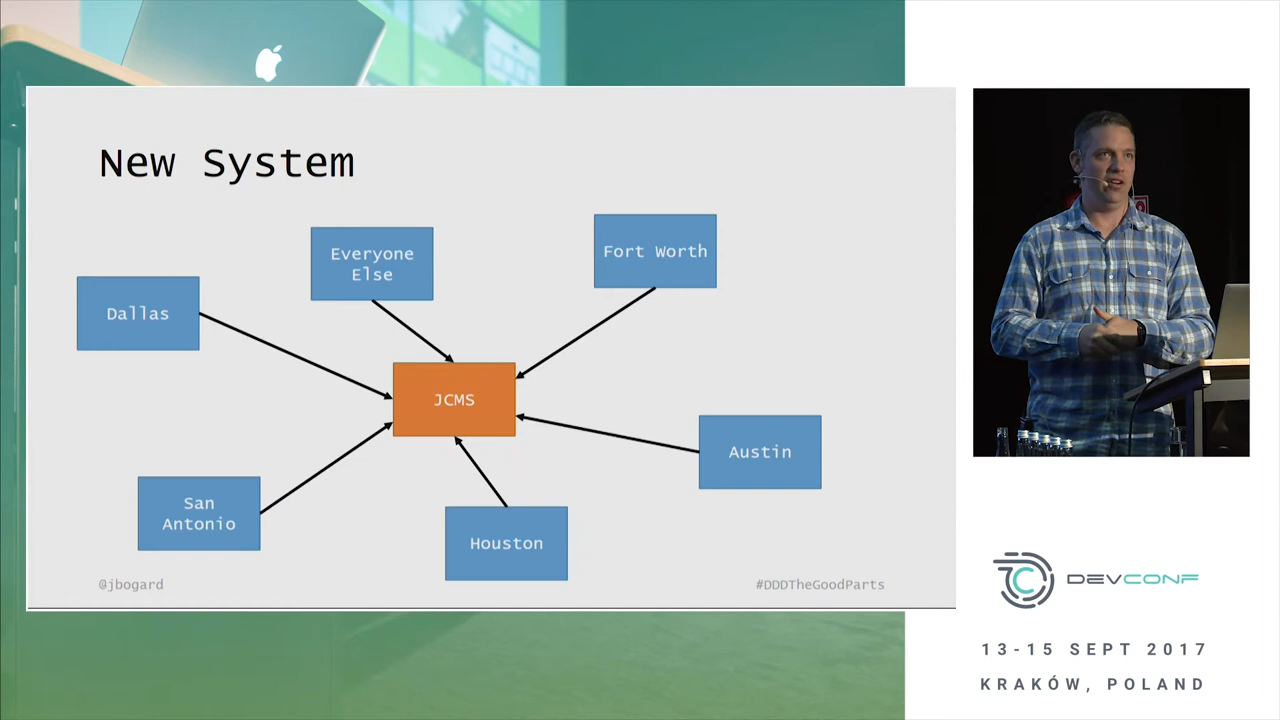 New System
Everyone
Else
Fort Worth
Dallas
JCMS
Austin
San
Antonio
Houston
@jbogard
#DDDTheGoodParts
DEVCONF
13-15 SEPT 2017
KRAKÓW, POLAND